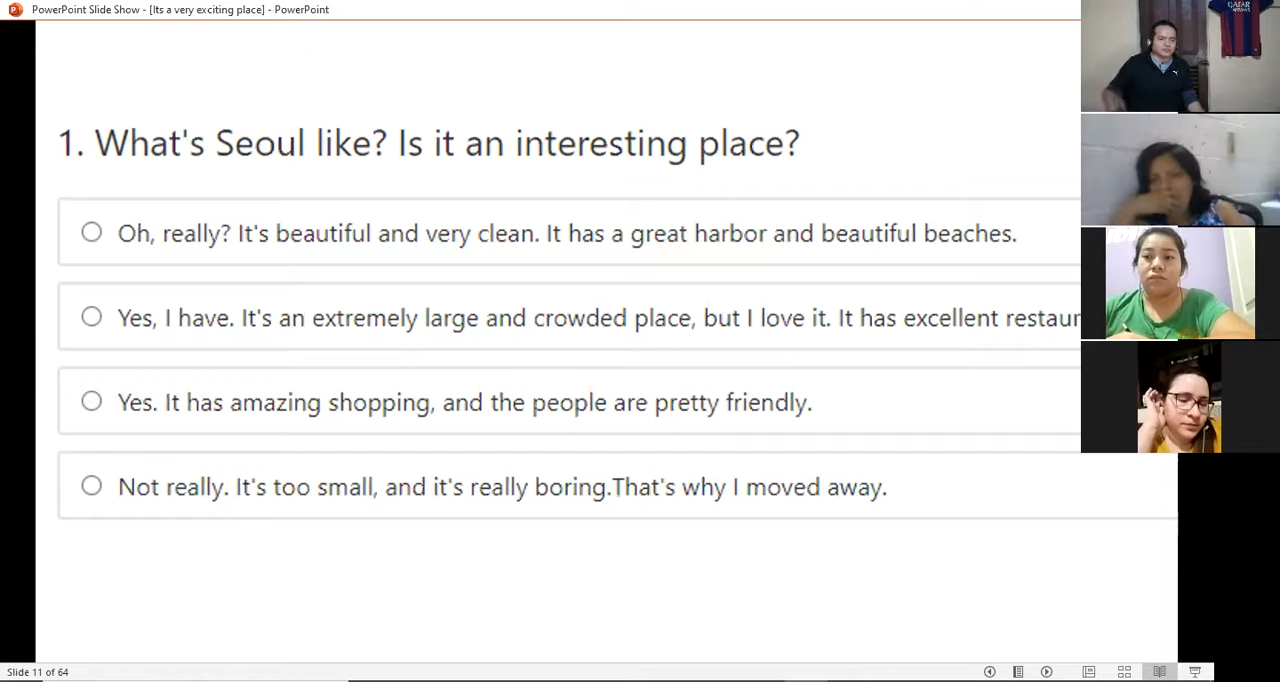 PowerPoint Slide Show - [Its a very exciting place] - PowerPoint
QATAR
AIRWAYS
1. What's Seoul like? Is it an interesting place?
Oh, really? It's beautiful and very clean. It has a great harbor and beautiful beaches.
Yes, I have. It's an extremely large and crowded place, but I love it. It has excellent restaur
Yes. It has amazing shopping, and the people are pretty friendly.
Not really. It's too small, and it's really boring.That's why I moved away.
Slide 11 of 64